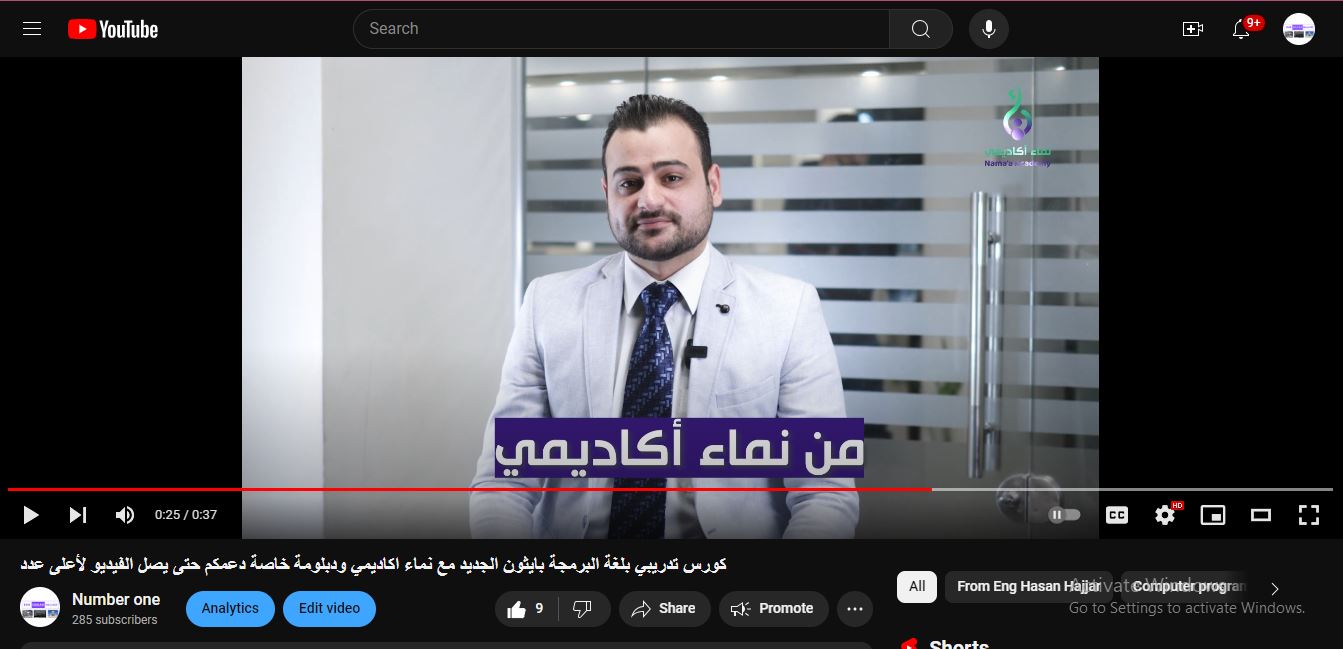 YouTube
Search
9+
نماء أكاديمي
Nama'a Academy
من نماء أكاديمي
0:25 / 0:37
CC
HD
كورس تدريبي بلغة البرمجة بايثون الجديد مع نماء اكاديمي ودبلومة خاصة دعمكم حتى يصل الفيديو لأعلى عدد
Number one
285 subscribers
Analytics
Edit video
9
Share
Promote
All
From Eng Hasan Hajjar
Computer program
Activate Windows
Go to Settings to activate Windows.
Shorts